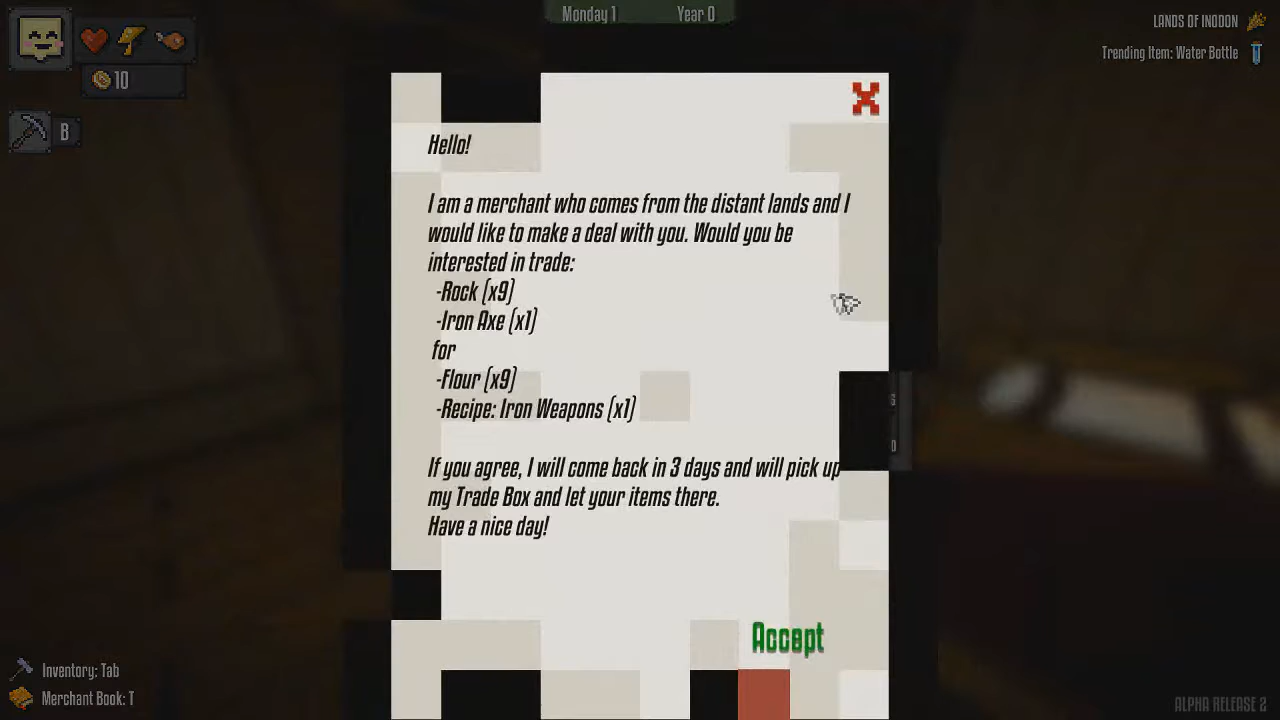 Monday 1 Year 0
LANDS OF INODON
Trending Item: Water Bottle
10
B
Hello!
I am a merchant who comes from the distant lands and I
would like to make a deal with you. Would you be
interested in trade:
-Rock (x9)
-Iron Axe (x1)
for
-Flour (x9)
-Recipe: Iron Weapons (x1)
If you agree, I will come back in 3 days and will pick up
my Trade Box and let your items there.
Have a nice day!
Accept
Inventory: Tab
Merchant Book: T
ALPHA RELEASE 2